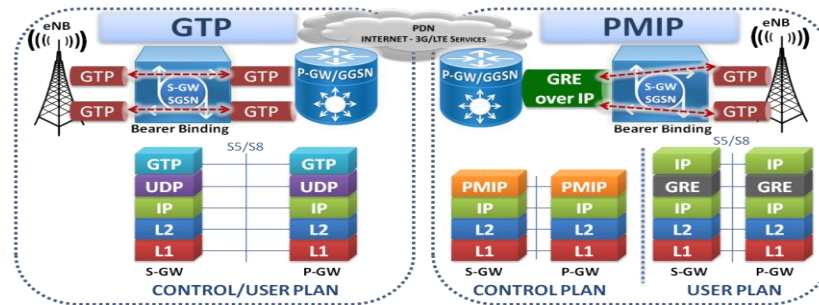 eNB
GTP
PDN
INTERNET - 3G/LTE SERVICES
PMIP
eNB
GTP
GTP
S-GW
SGSN
P-GW/GGSN
GTP
GTP
Bearer Binding
P-GW/GGSN
GRE
over IP
S-GW
SGSN
GTP
GTP
Bearer Binding
S5/S8
GTP GTP
UDP UDP
IP IP
L2 L2
L1 L1
S-GW P-GW
CONTROL/USER PLAN
PMIP PMIP
IP IP
L2 L2
L1 L1
S-GW P-GW
CONTROL PLAN
S5/S8
IP IP
GRE GRE
IP IP
L2 L2
L1 L1
S-GW P-GW
USER PLAN